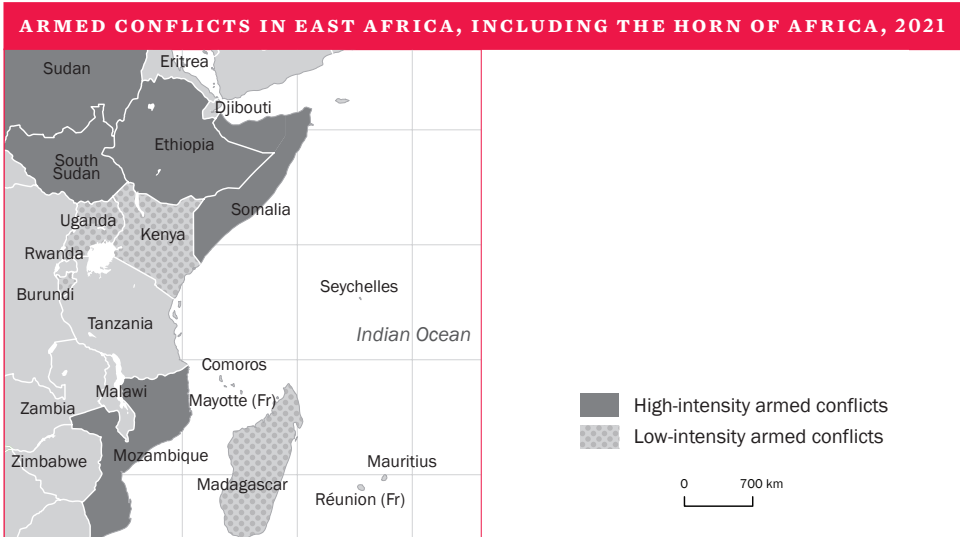 ARMED CONFLICTS IN EAST AFRICA, INCLUDING THE HORN OF AFRICA, 2021
Sudan
Eritrea
Djibouti
Ethiopia
South
Sudan
Somalia
Uganda
Kenya
Rwanda
Burundi
Seychelles
Tanzania
Indian Ocean
Comoros
Malawi
Mayotte (Fr)
Zambia
Mozambique
Zimbabwe
Mauritius
Madagascar
Réunion (Fr)
High-intensity armed conflicts
Low-intensity armed conflicts
0 700 km